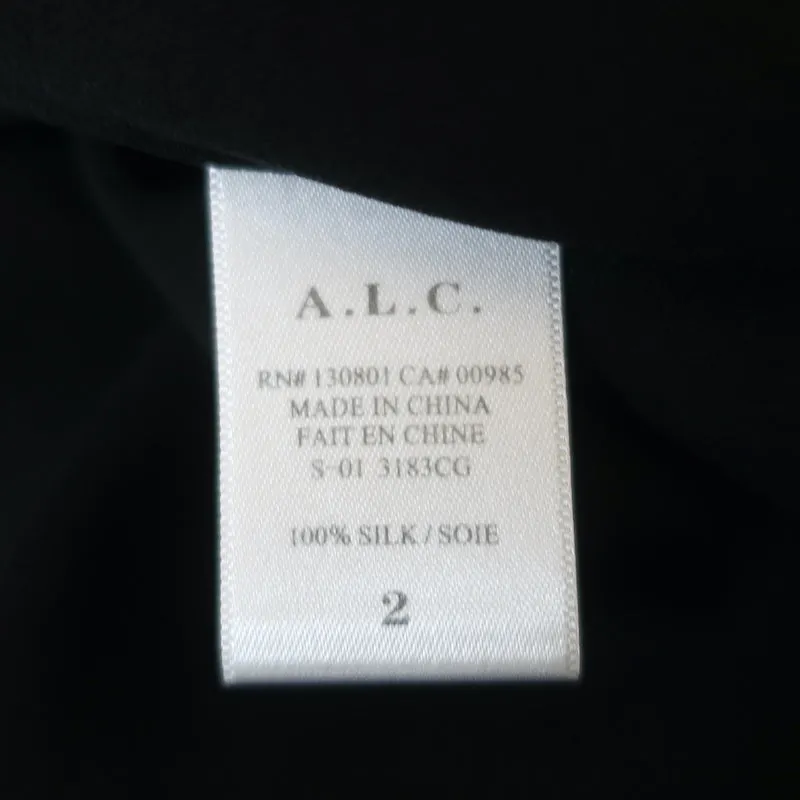 A.L.C.
RN# 130801 CA# 00985
MADE IN CHINA
FAIT EN CHINE
S-01 3183CG
100% SILK / SOIE
2